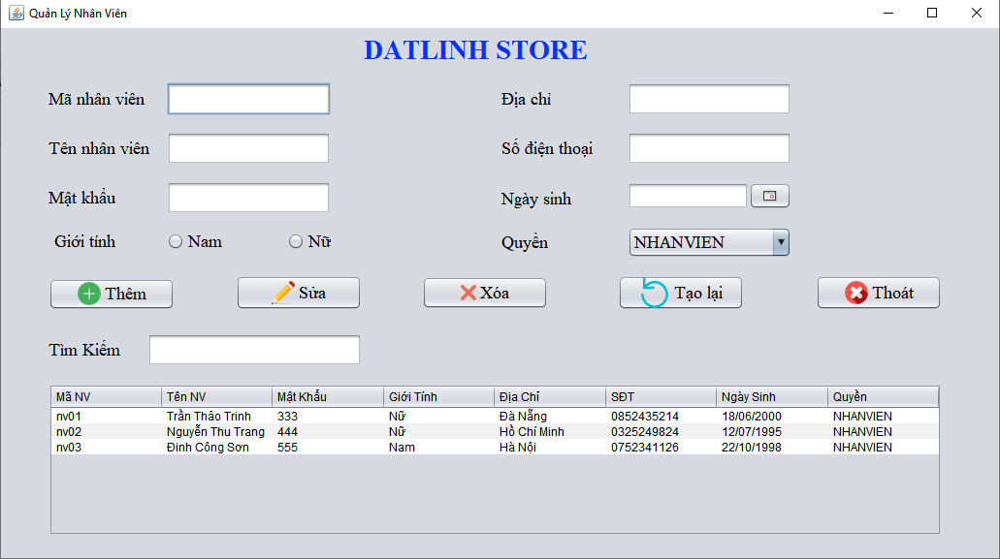 Quản Lý Nhân Viên
DATLINH STORE
Mã nhân viên Địa chỉ
Tên nhân viên Số điện thoại
Mật khẩu Ngày sinh
Giới tính Nam Nữ Quyền NHANVIEN
Thêm Sửa Xóa Tạo lại Thoát
Tìm Kiếm
Mã NV Tên NV Mật Khẩu Giới Tính Địa Chỉ SĐT Ngày Sinh Quyền
nv01 Trần Thảo Trinh 333 Nữ Đà Nẵng 0852435214 18/06/2000 NHANVIEN
nv02 Nguyễn Thu Trang 444 Nữ Hồ Chí Minh 0325249824 12/07/1995 NHANVIEN
nv03 Đinh Công Sơn 555 Nam Hà Nội 0752341126 22/10/1998 NHANVIEN